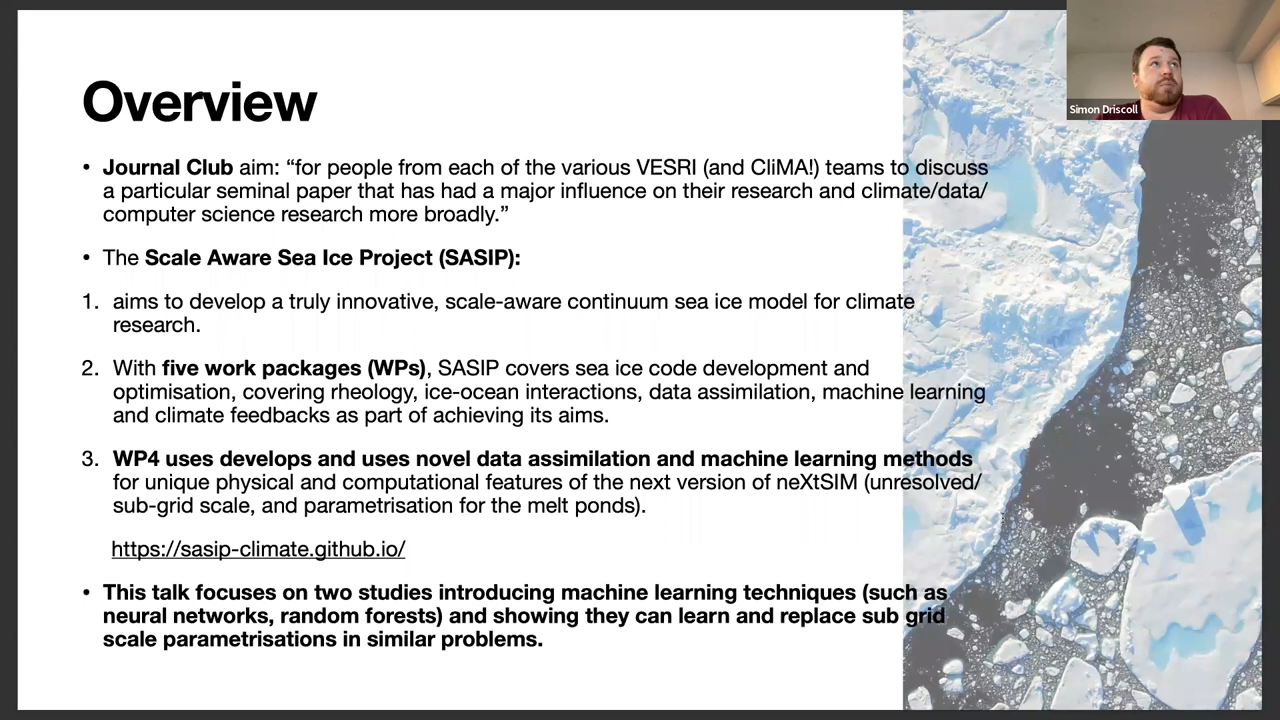 Overview
• Journal Club aim: “for people from each of the various VESRI (and CliMA!) teams to discuss
a particular seminal paper that has had a major influence on their research and climate/data/
computer science research more broadly.”
• The Scale Aware Sea Ice Project (SASIP):
1. aims to develop a truly innovative, scale-aware continuum sea ice model for climate
research.
2. With five work packages (WPs), SASIP covers sea ice code development and
optimisation, covering rheology, ice-ocean interactions, data assimilation, machine learning
and climate feedbacks as part of achieving its aims.
3. WP4 uses develops and uses novel data assimilation and machine learning methods
for unique physical and computational features of the next version of neXtSIM (unresolved/
sub-grid scale, and parametrisation for the melt ponds).
https://sasip-climate.github.io/
• This talk focuses on two studies introducing machine learning techniques (such as
neural networks, random forests) and showing they can learn and replace sub grid
scale parametrisations in similar problems.
Simon Driscoll